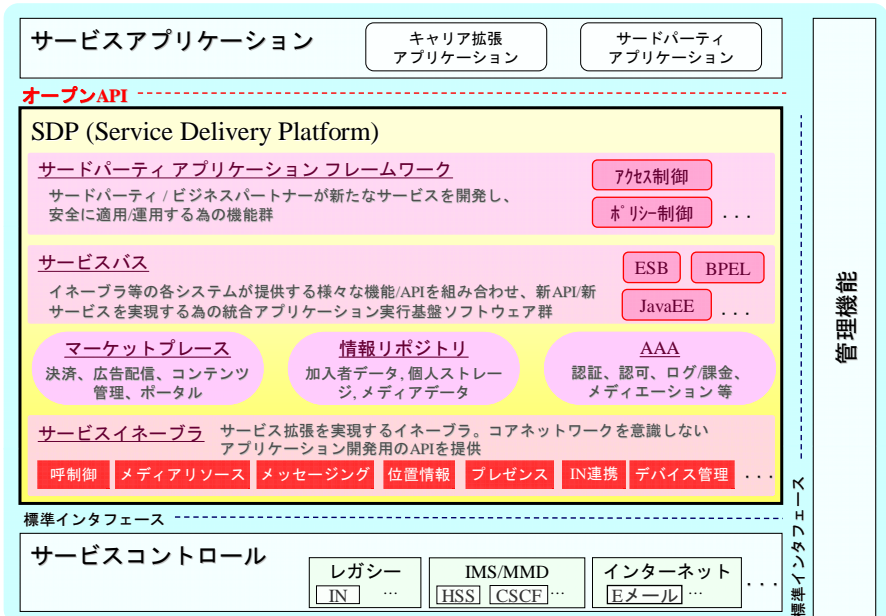 サービスアプリケーション
キャリア拡張
アプリケーション
サードパーティ
アプリケーション
オープンAPI
SDP (Service Delivery Platform)
サードパーティ アプリケーション フレームワーク
サードパーティ / ビジネスパートナーが新たなサービスを開発し、
安全に適用/運用する為の機能群
ｱｸｾｽ制御
ﾎﾟﾘｼｰ制御 ...
サービスバス
イネーブラ等の各システムが提供する様々な機能/APIを組み合わせ、新API/新
サービスを実現する為の統合アプリケーション実行基盤ソフトウェア群
ESB
BPEL
JavaEE ...
マーケットプレース
決済、広告配信、コンテンツ
管理、ポータル
情報リポジトリ
加入者データ, 個人ストレー
ジ, メディアデータ
AAA
認証、認可、ログ/課金、
メディエーション 等
サービスイネーブラ
サービス拡張を実現するイネーブラ。コアネットワークを意識しない
アプリケーション開発用のAPIを提供
呼制御 メディアリソース メッセージング 位置情報 プレゼンス IN連携 デバイス管理 ...
標準インタフェース
サービスコントロール
レガシー
IN …
IMS/MMD
HSS CSCF …
インターネット
Eメール …
...
標準インタフェース
管理機能